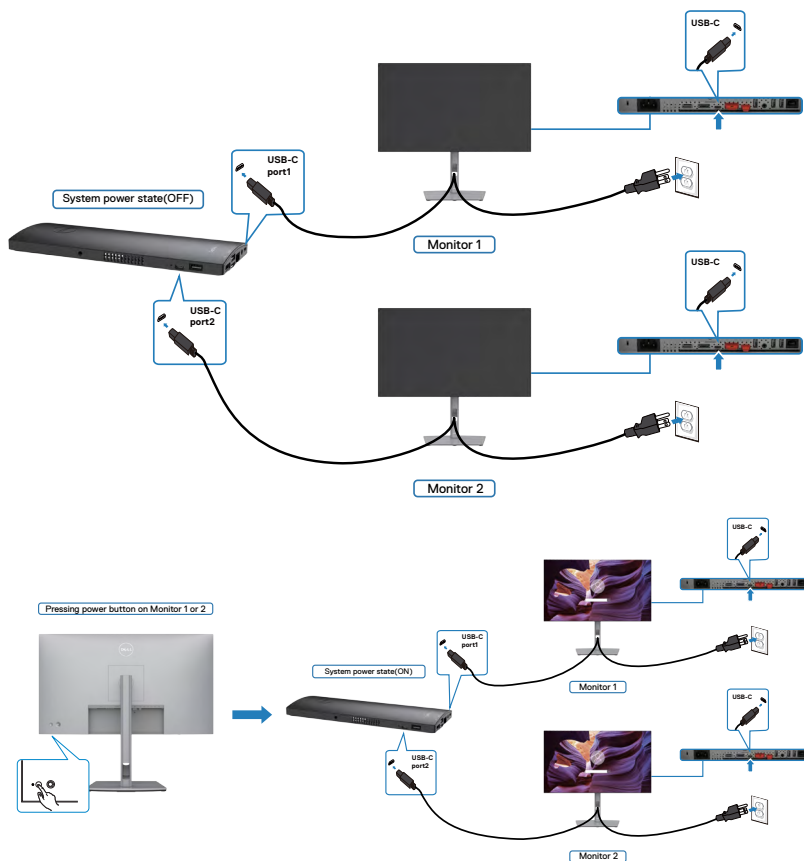 USB-C
USB-C
port1
System power state(OFF)
Monitor 1
USB-C
USB-C
port2
Monitor 2
USB-C
Pressing power button on Monitor 1 or 2
DELL
USB-C
port1
System power state(ON)
Monitor 1
USB-C
USB-C
port2
Monitor 2